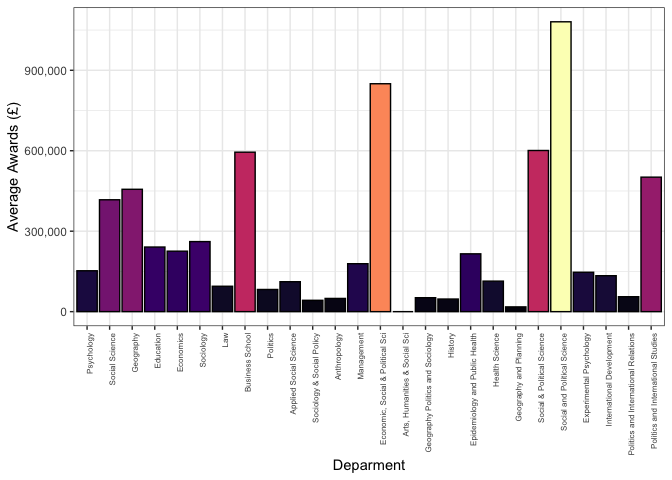 900,000
600,000
300,000
0
Average Awards (£)
Psychology
Social Science
Geography
Education
Economics
Sociology
Law
Business School
Politics
Applied Social Science
Sociology & Social Policy
Anthropology
Management
Economic, Social & Political Sci
Arts, Humanities & Social Sci
Geography Politics and Sociology
History
Epidemiology and Public Health
Health Science
Geography and Planning
Social & Political Science
Social and Political Science
Experimental Psychology
International Development
Politics and International Relations
Politics and International Studies
Deparment